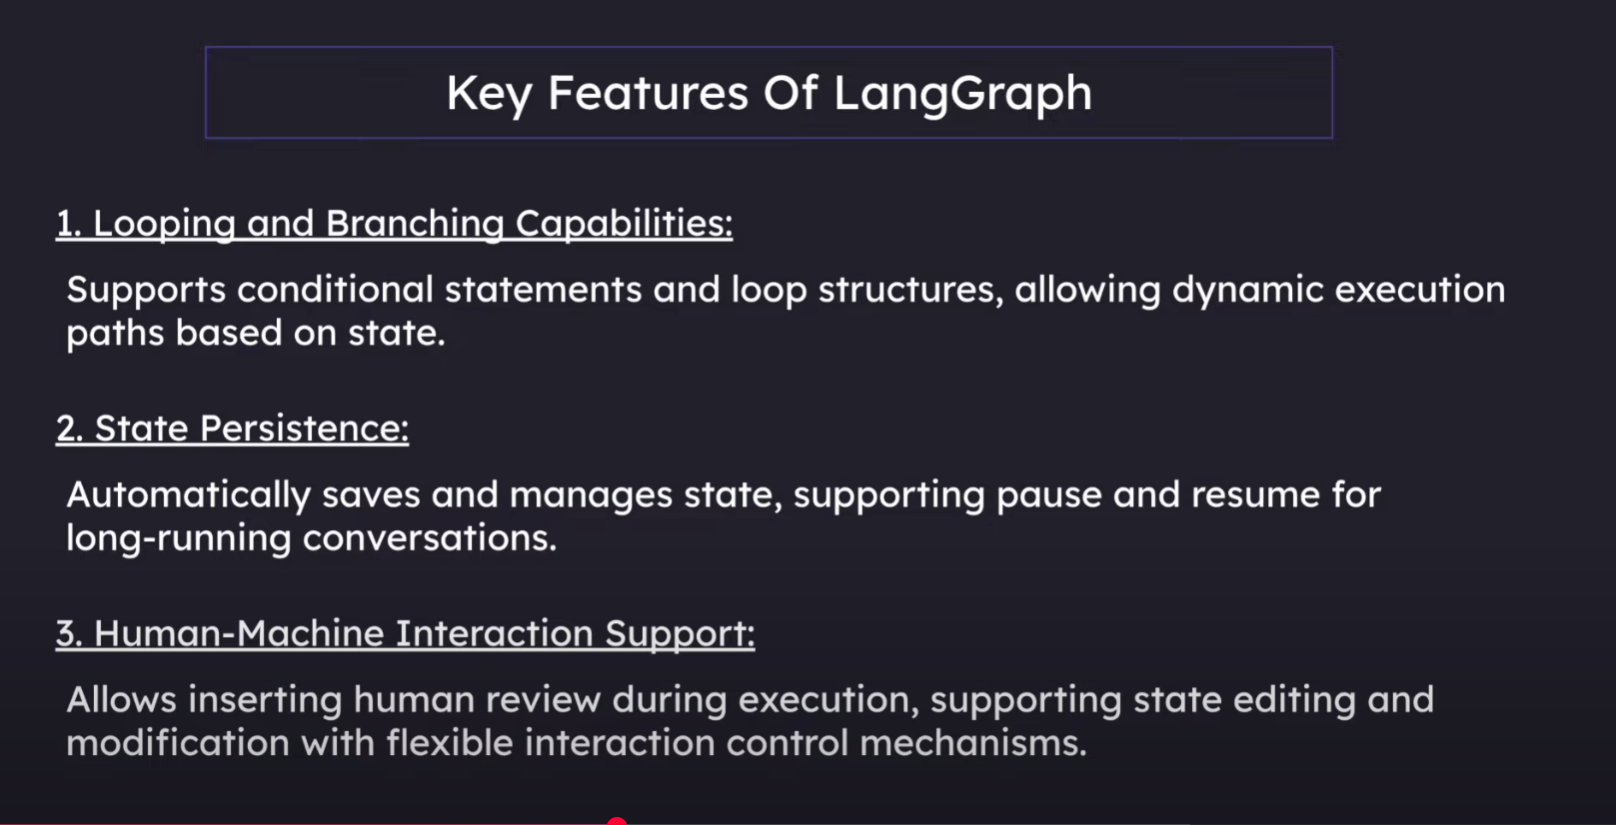 Key Features Of LangGraph
1. Looping and Branching Capabilities:
Supports conditional statements and loop structures, allowing dynamic execution
paths based on state.
2. State Persistence:
Automatically saves and manages state, supporting pause and resume for
long-running conversations.
3. Human-Machine Interaction Support:
Allows inserting human review during execution, supporting state editing and
modification with flexible interaction control mechanisms.